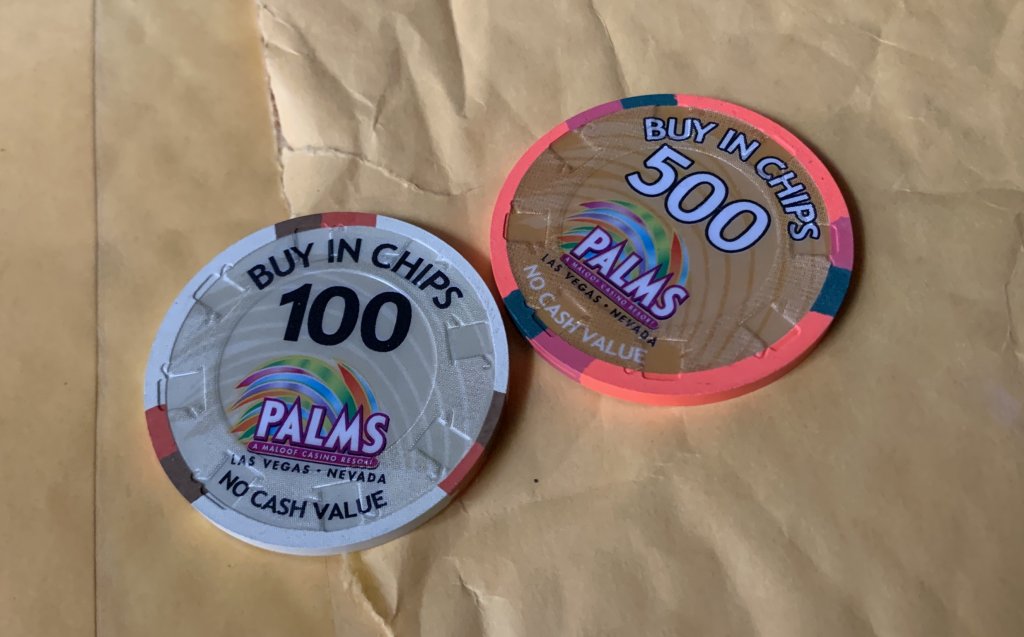 BUY IN CHIPS
100
PALMS
A MALOOF CASINO RESORT
LAS VEGAS • NEVADA
NO CASH VALUE
BUY IN CHIPS
500
PALMS
A MALOOF CASINO RESORT
LAS VEGAS • NEVADA
NO CASH VALUE